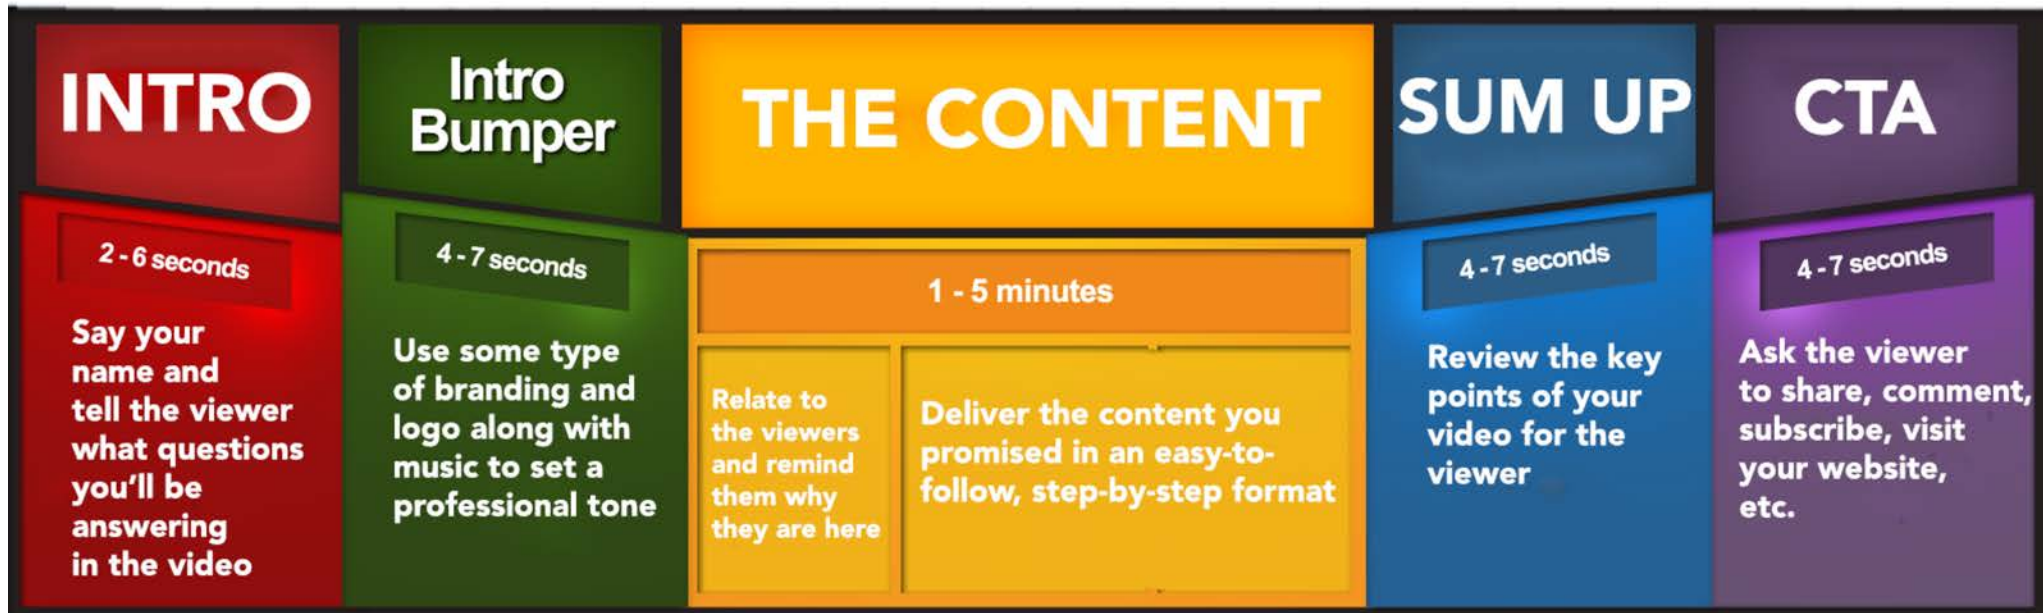 INTRO
2 - 6 seconds
Say your
name and
tell the viewer
what questions
you'll be
answering
in the video
Intro
Bumper
4 - 7 seconds
Use some type
of branding and
logo along with
music to set a
professional tone
THE CONTENT
1 - 5 minutes
Relate to
the viewers
and remind
them why
they are here
Deliver the content you
promised in an easy-to-
follow, step-by-step format
SUM UP
4 - 7 seconds
Review the key
points of your
video for the
viewer
CTA
4 - 7 seconds
Ask the viewer
to share, comment,
subscribe, visit
your website,
etc.